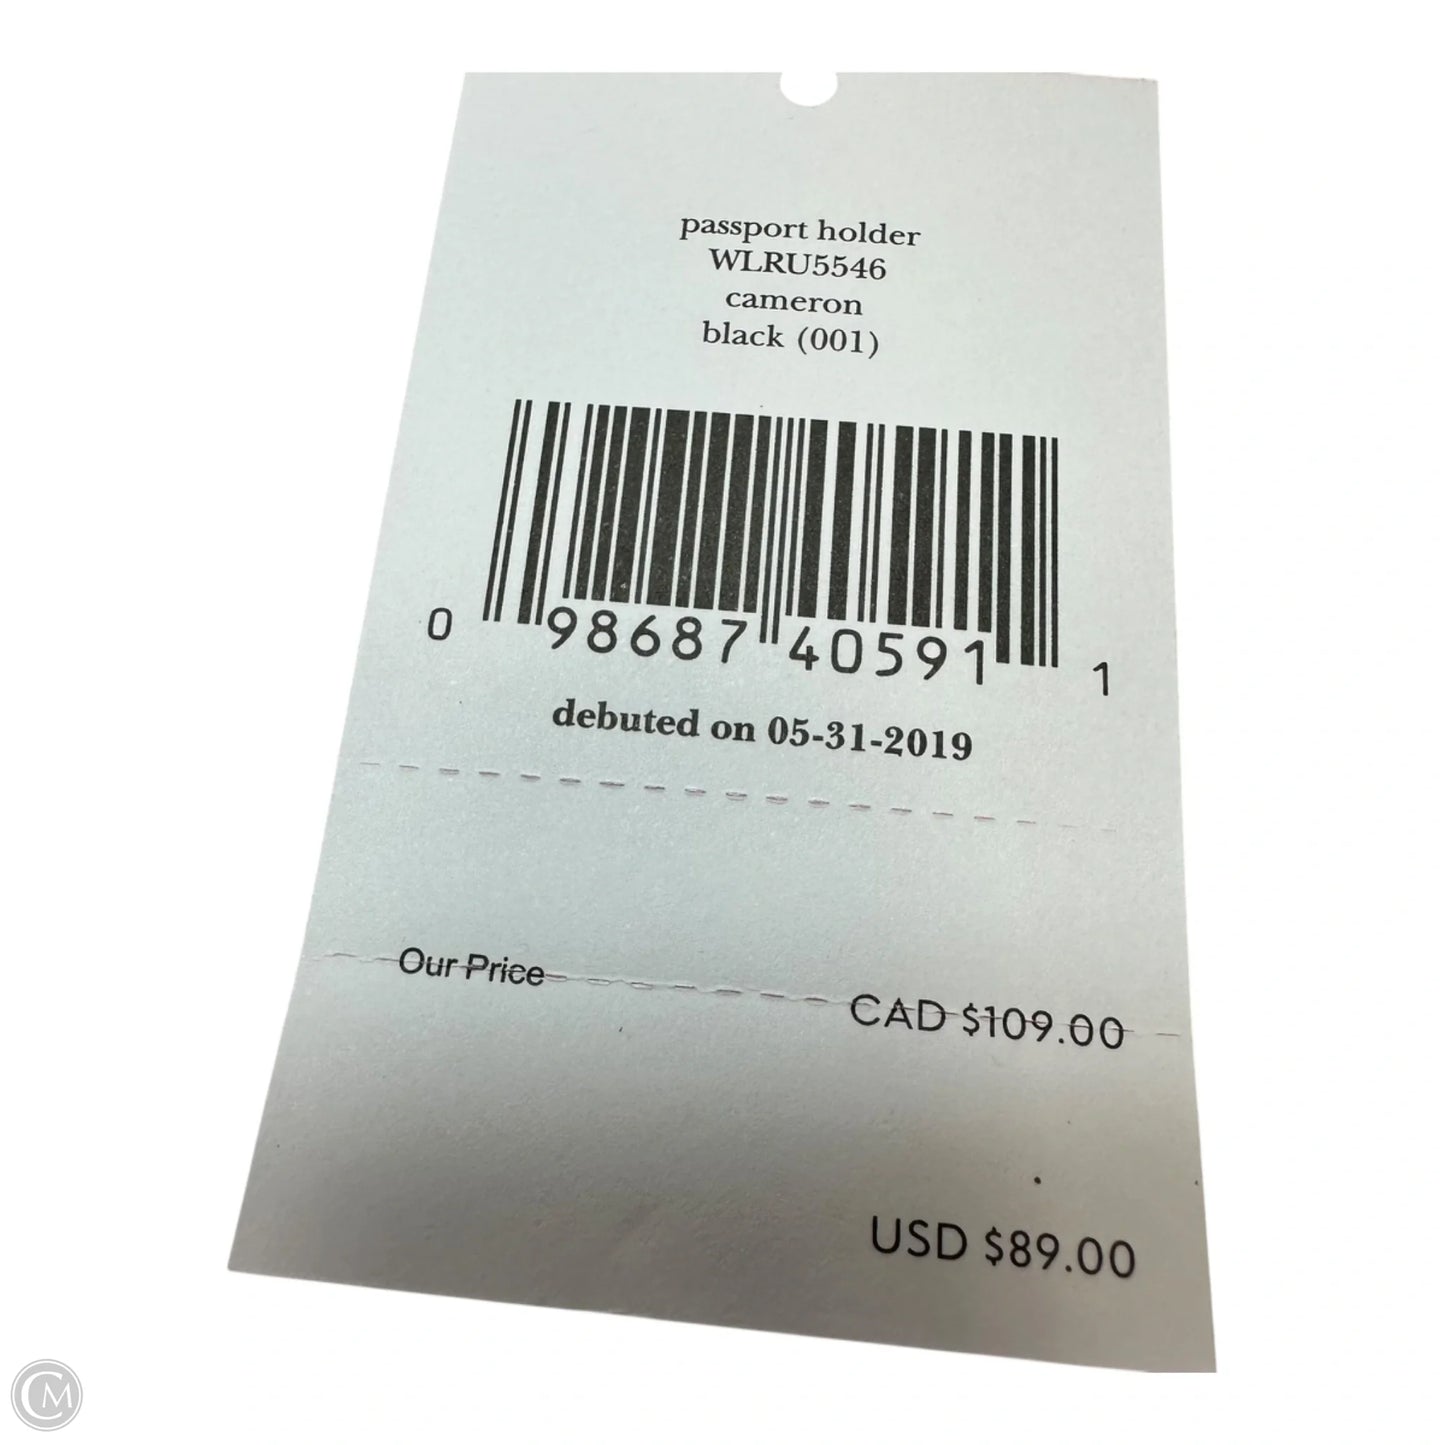 passport holder
WLRU5546
cameron
black (001)
0 98687 40591 1
debuted on 05-31-2019
Our Price
CAD $109.00
USD $89.00
CM